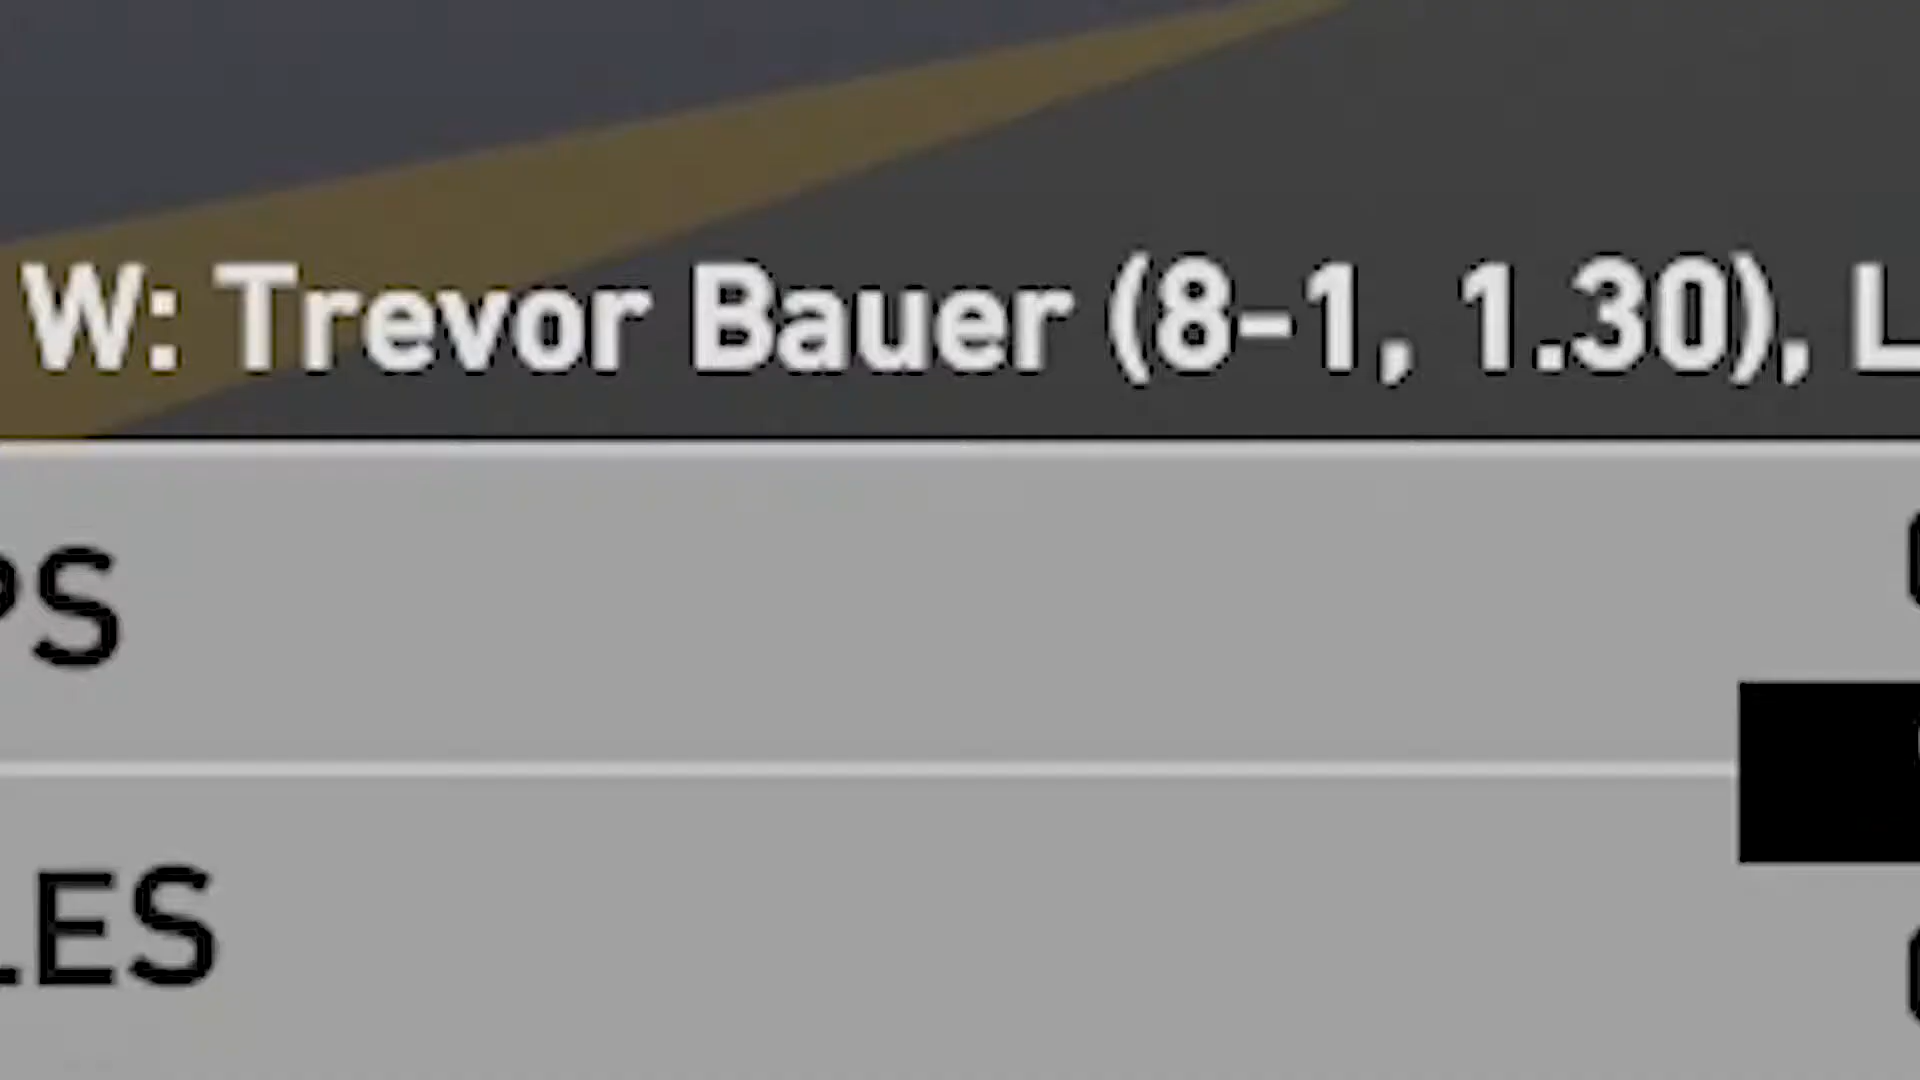 W: Trevor Bauer (8-1, 1.30), L
PS
LES